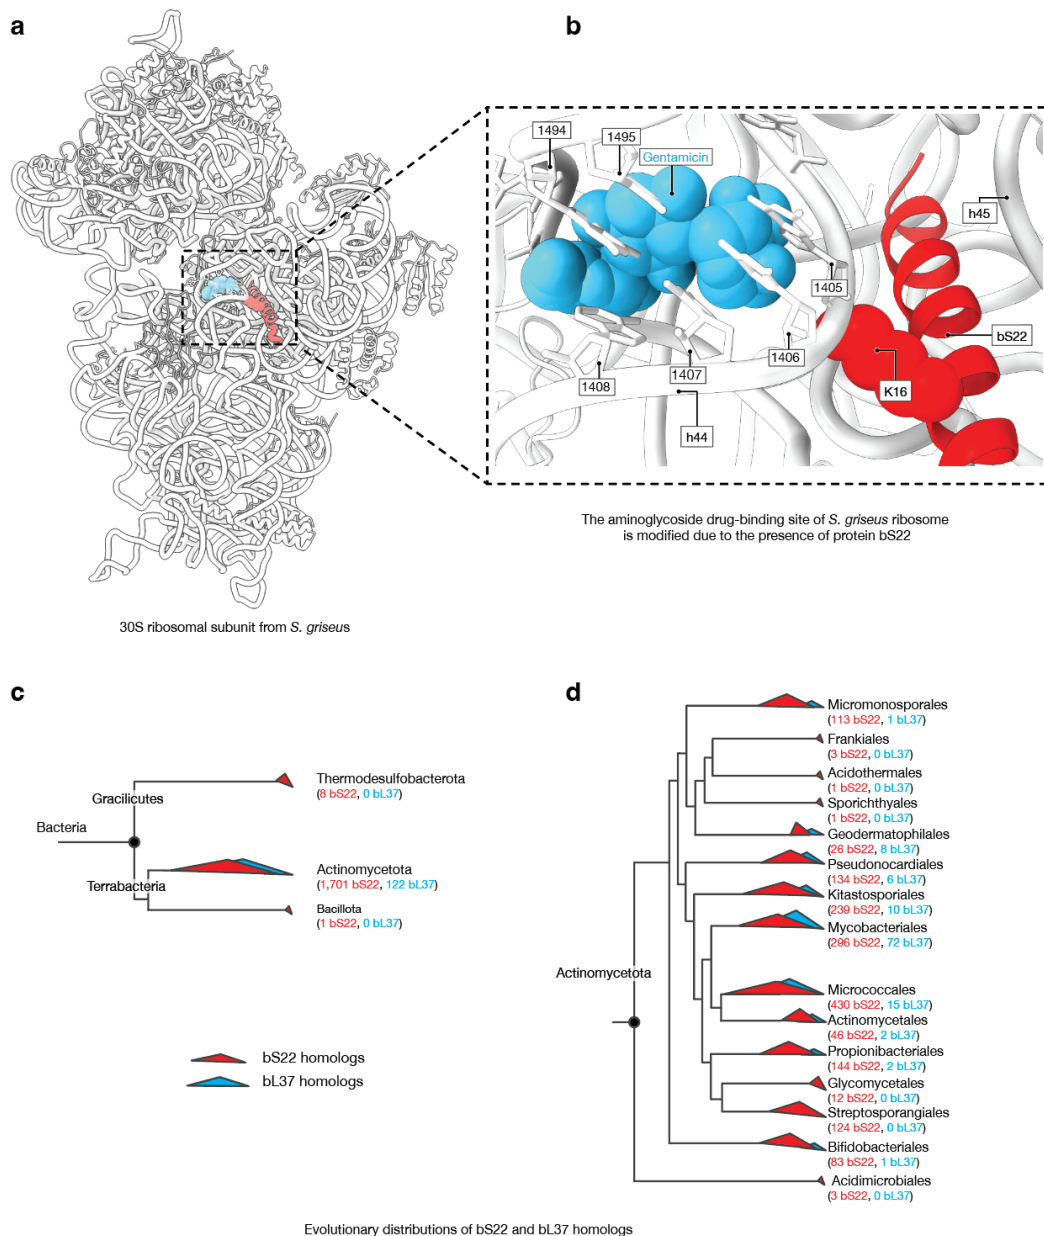 a
b
1494
1495
Gentamicin
h45
1405
bS22
1406
K16
1407
1408
h44
The aminoglycoside drug-binding site of S. griseus ribosome
is modified due to the presence of protein bS22
30S ribosomal subunit from S. griseus
c
d
Thermodesulfobacterota
(8 bS22, 0 bL37)
Gracilicutes
Bacteria
Terrabacteria
Actinomycetota
(1,701 bS22, 122 bL37)
Bacillota
(1 bS22, 0 bL37)
bS22 homologs
bL37 homologs
Actinomycetota
Micromonosporales
(113 bS22, 1 bL37)
Frankiales
(3 bS22, 0 bL37)
Acidothermales
(1 bS22, 0 bL37)
Sporichthyales
(1 bS22, 0 bL37)
Geodermatophilales
(26 bS22, 8 bL37)
Pseudonocardiales
(134 bS22, 6 bL37)
Kitastosporiales
(239 bS22, 10 bL37)
Mycobacteriales
(296 bS22, 72 bL37)
Micrococcales
(430 bS22, 15 bL37)
Actinomycetales
(46 bS22, 2 bL37)
Propionibacteriales
(144 bS22, 2 bL37)
Glycomycetales
(12 bS22, 0 bL37)
Streptosporangiales
(124 bS22, 0 bL37)
Bifidobacteriales
(83 bS22, 1 bL37)
Acidimicrobiales
(3 bS22, 0 bL37)
Evolutionary distributions of bS22 and bL37 homologs